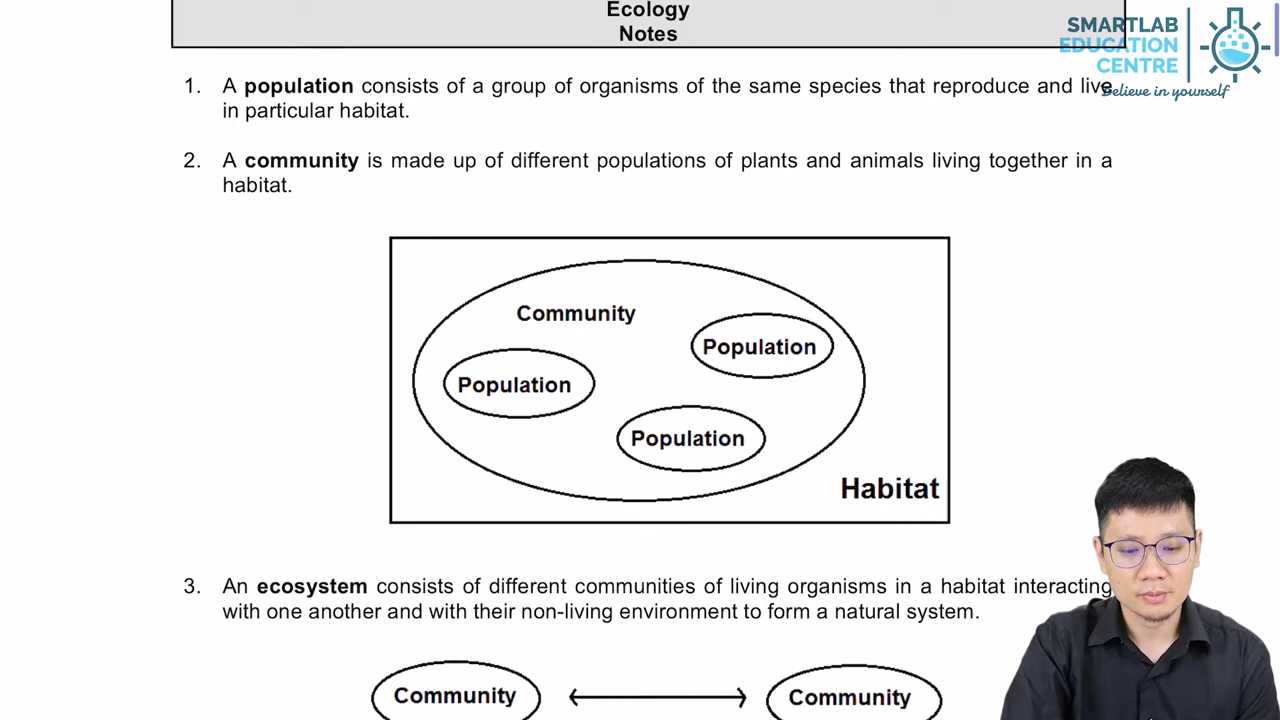 Ecology
Notes
SMARTLAB
EDUCATION
CENTRE
Believe in yourself
1. A population consists of a group of organisms of the same species that reproduce and live
in particular habitat.
2. A community is made up of different populations of plants and animals living together in a
habitat.
Community
Population
Population
Population
Habitat
3. An ecosystem consists of different communities of living organisms in a habitat interacting
with one another and with their non-living environment to form a natural system.
Community
Community